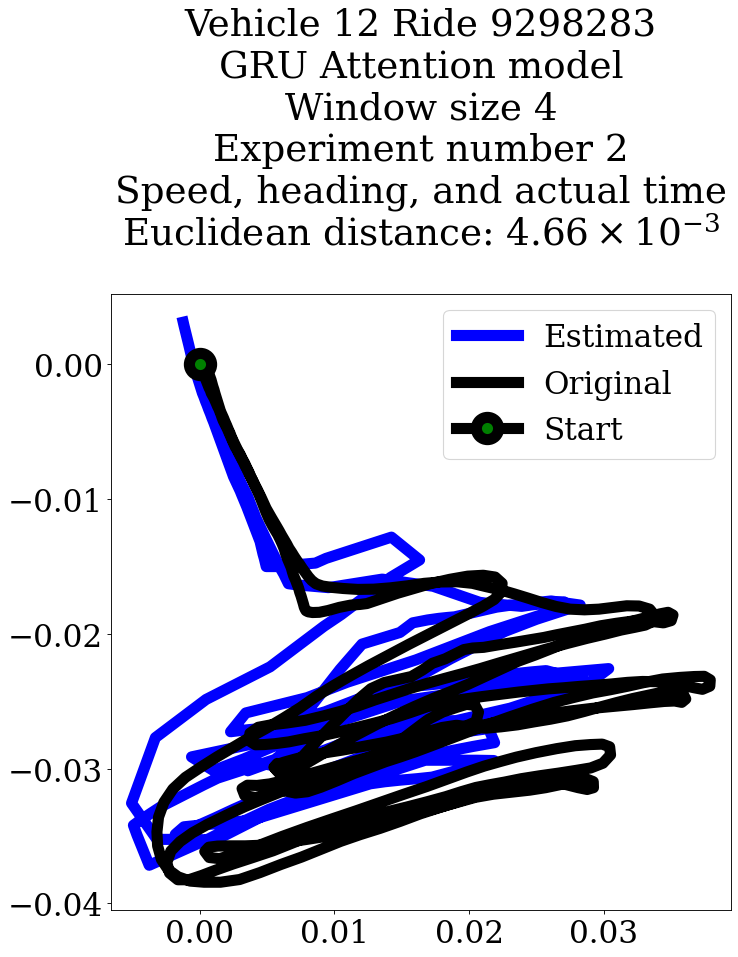 Vehicle 12 Ride 9298283
GRU Attention model
Window size 4
Experiment number 2
Speed, heading, and actual time
Euclidean distance: 4.66 × 10⁻³
Estimated
Original
Start
0.00
−0.01
−0.02
−0.03
−0.04
0.00 0.01 0.02 0.03